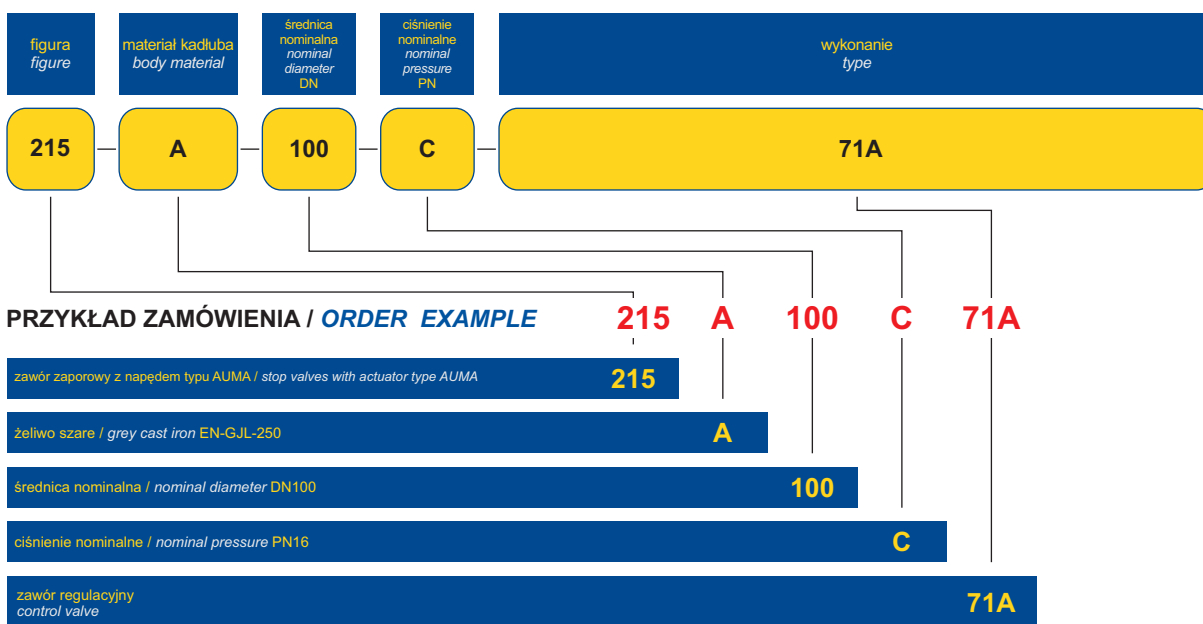 figura
figure
materiał kadłuba
body material
średnica
nominalna
nominal
diameter
DN
ciśnienie
nominalne
nominal
pressure
PN
wykonanie
type
215
A
100
C
71A
PRZYKŁAD ZAMÓWIENIA / ORDER EXAMPLE 215 A 100 C 71A
zawór zaporowy z napędem typu AUMA / stop valves with actuator type AUMA 215
żeliwo szare / grey cast iron EN-GJL-250 A
średnica nominalna / nominal diameter DN100 100
ciśnienie nominalne / nominal pressure PN16 C
zawór regulacyjny
control valve
71A